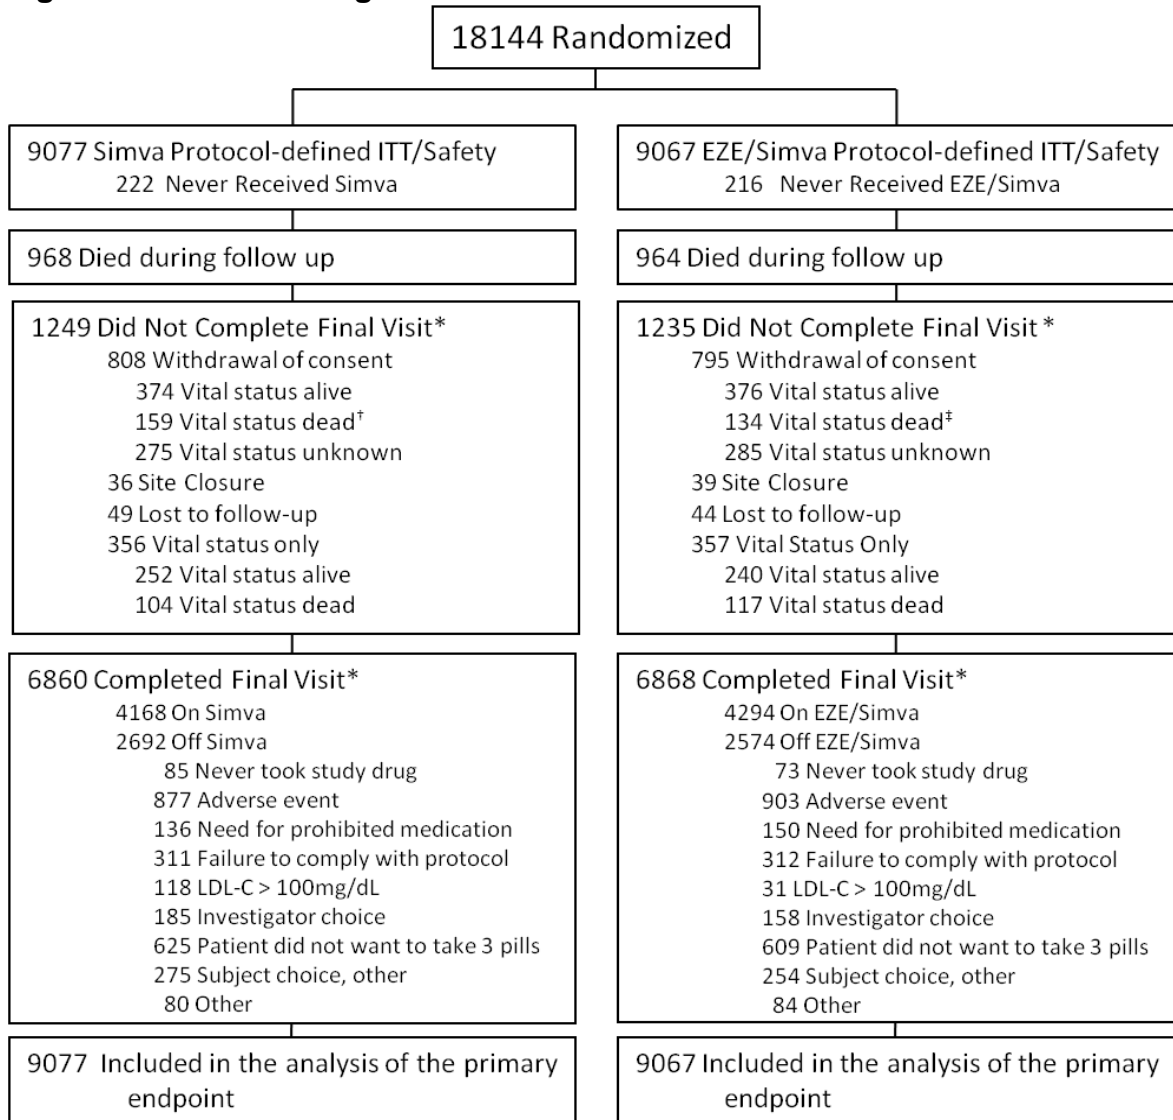 18144 Randomized
9077 Simva Protocol-defined ITT/Safety
222 Never Received Simva
968 Died during follow up
1249 Did Not Complete Final Visit*
808 Withdrawal of consent
374 Vital status alive
159 Vital status dead†
275 Vital status unknown
36 Site Closure
49 Lost to follow-up
356 Vital status only
252 Vital status alive
104 Vital status dead
6860 Completed Final Visit*
4168 On Simva
2692 Off Simva
85 Never took study drug
877 Adverse event
136 Need for prohibited medication
311 Failure to comply with protocol
118 LDL-C > 100mg/dL
185 Investigator choice
625 Patient did not want to take 3 pills
275 Subject choice, other
80 Other
9077 Included in the analysis of the primary
endpoint
9067 EZE/Simva Protocol-defined ITT/Safety
216 Never Received EZE/Simva
964 Died during follow up
1235 Did Not Complete Final Visit *
795 Withdrawal of consent
376 Vital status alive
134 Vital status dead‡
285 Vital status unknown
39 Site Closure
44 Lost to follow-up
357 Vital Status Only
240 Vital status alive
117 Vital status dead
6868 Completed Final Visit*
4294 On EZE/Simva
2574 Off EZE/Simva
73 Never took study drug
903 Adverse event
150 Need for prohibited medication
312 Failure to comply with protocol
31 LDL-C > 100mg/dL
158 Investigator choice
609 Patient did not want to take 3 pills
254 Subject choice, other
84 Other
9067 Included in the analysis of the primary
endpoint